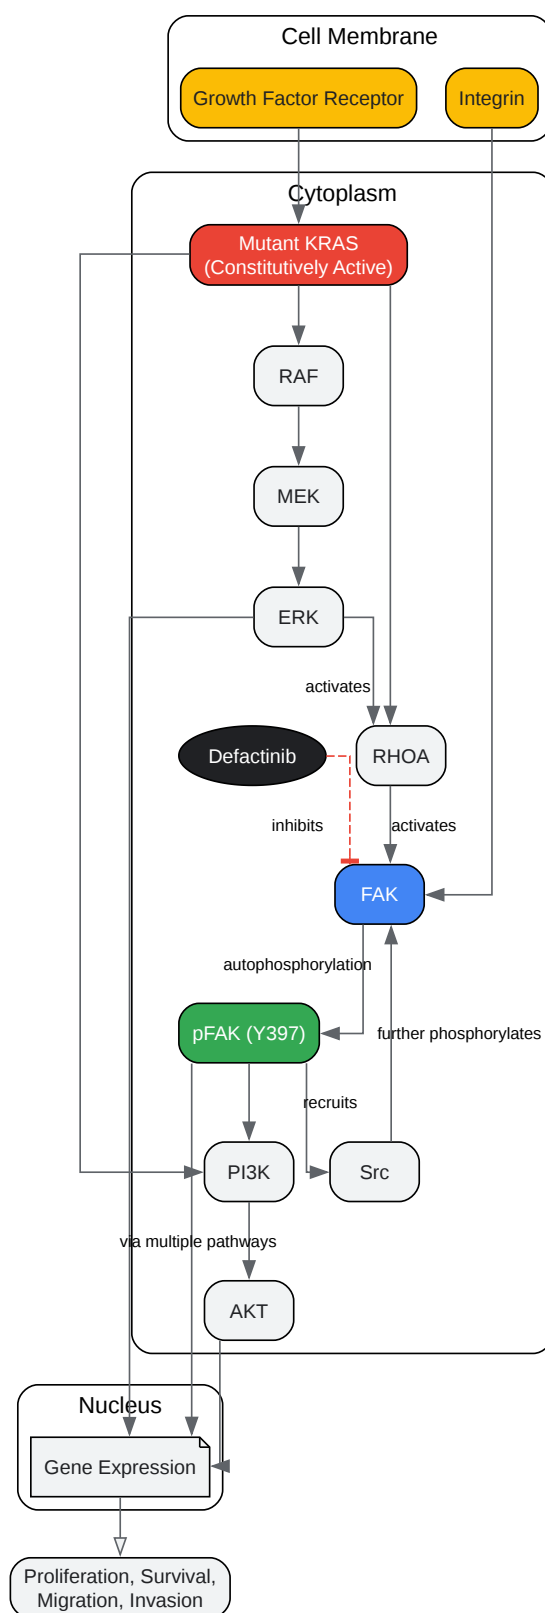 Cell Membrane
Growth Factor Receptor
Integrin
Cytoplasm
Mutant KRAS
(Constitutively Active)
RAF
MEK
ERK
activates
Defactinib
RHOA
inhibits
activates
FAK
autophosphorylation
pFAK (Y397)
further phosphorylates
recruits
PI3K
Src
via multiple pathways
AKT
Nucleus
Gene Expression
Proliferation, Survival,
Migration, Invasion